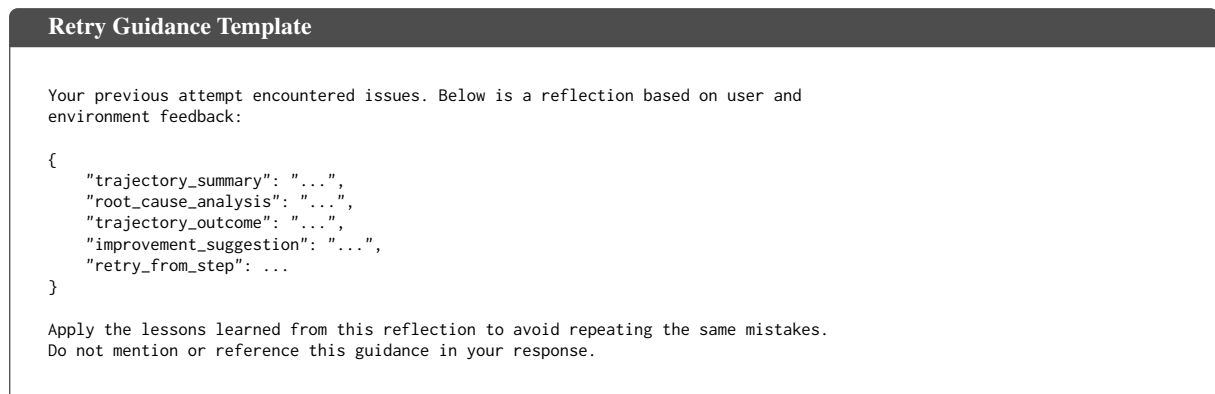 Retry Guidance Template
Your previous attempt encountered issues. Below is a reflection based on user and
environment feedback:
{
"trajectory_summary": "...",
"root_cause_analysis": "...",
"trajectory_outcome": "...",
"improvement_suggestion": "...",
"retry_from_step": ...
}
Apply the lessons learned from this reflection to avoid repeating the same mistakes.
Do not mention or reference this guidance in your response.